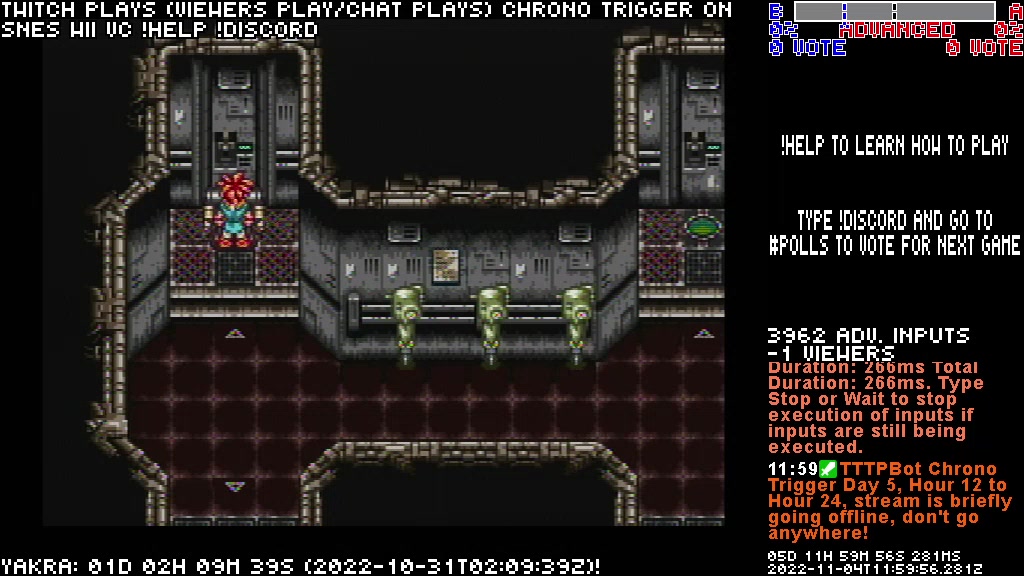 TWITCH PLAYS (VIEWERS PLAY/CHAT PLAYS) CHRONO TRIGGER ON
SNES WII VC !HELP !DISCORD
B A
0% ADVANCED 0%
0 VOTE 0 VOTE
!HELP TO LEARN HOW TO PLAY
TYPE !DISCORD AND GO TO
#POLLS TO VOTE FOR NEXT GAME
3962 ADV. INPUTS
-1 VIEWERS
Duration: 266ms Total
Duration: 266ms. Type
Stop or Wait to stop
execution of inputs if
inputs are still being
executed.
11:59 TTTPBot Chrono
Trigger Day 5, Hour 12 to
Hour 24, stream is briefly
going offline, don't go
anywhere!
05D 11H 59M 56S 281MS
2022-11-04T11:59:56.281Z
YAKRA: 01D 02H 09M 39S (2022-10-31T02:09:39Z)!